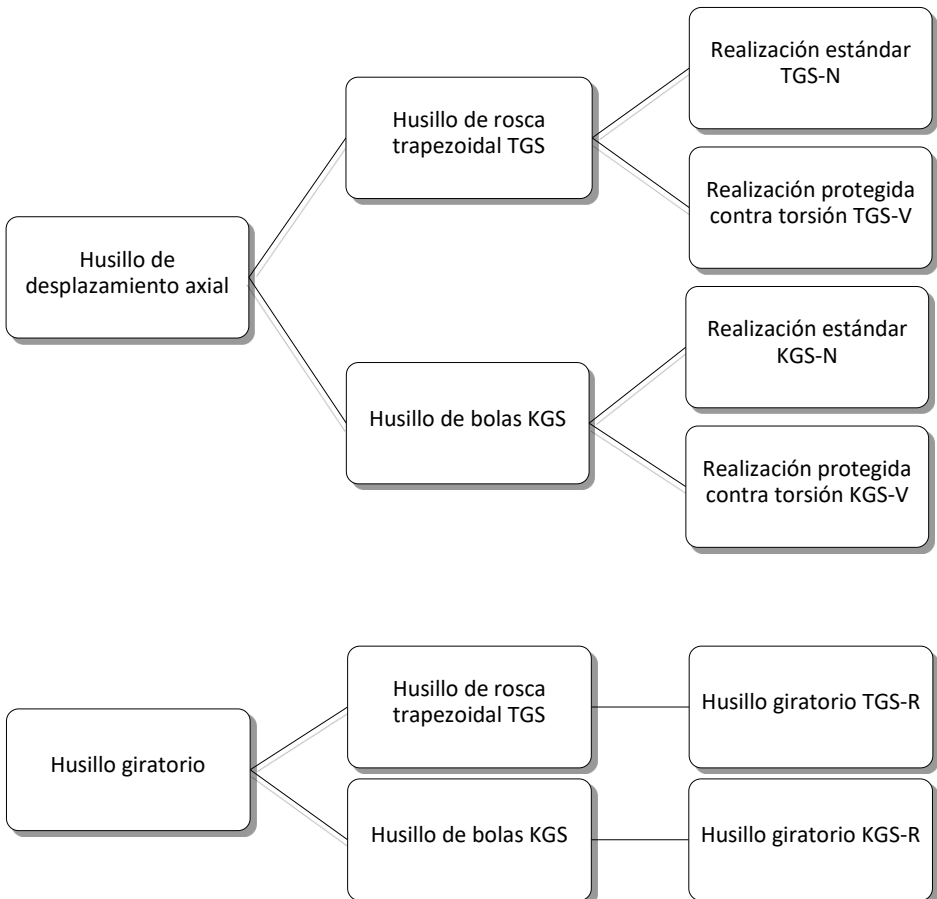 Husillo de
desplazamiento axial
Husillo de rosca
trapezoidal TGS
Realización estándar
TGS-N
Realización protegida
contra torsión TGS-V
Husillo de bolas KGS
Realización estándar
KGS-N
Realización protegida
contra torsión KGS-V
Husillo giratorio
Husillo de rosca
trapezoidal TGS
Husillo giratorio TGS-R
Husillo de bolas KGS
Husillo giratorio KGS-R